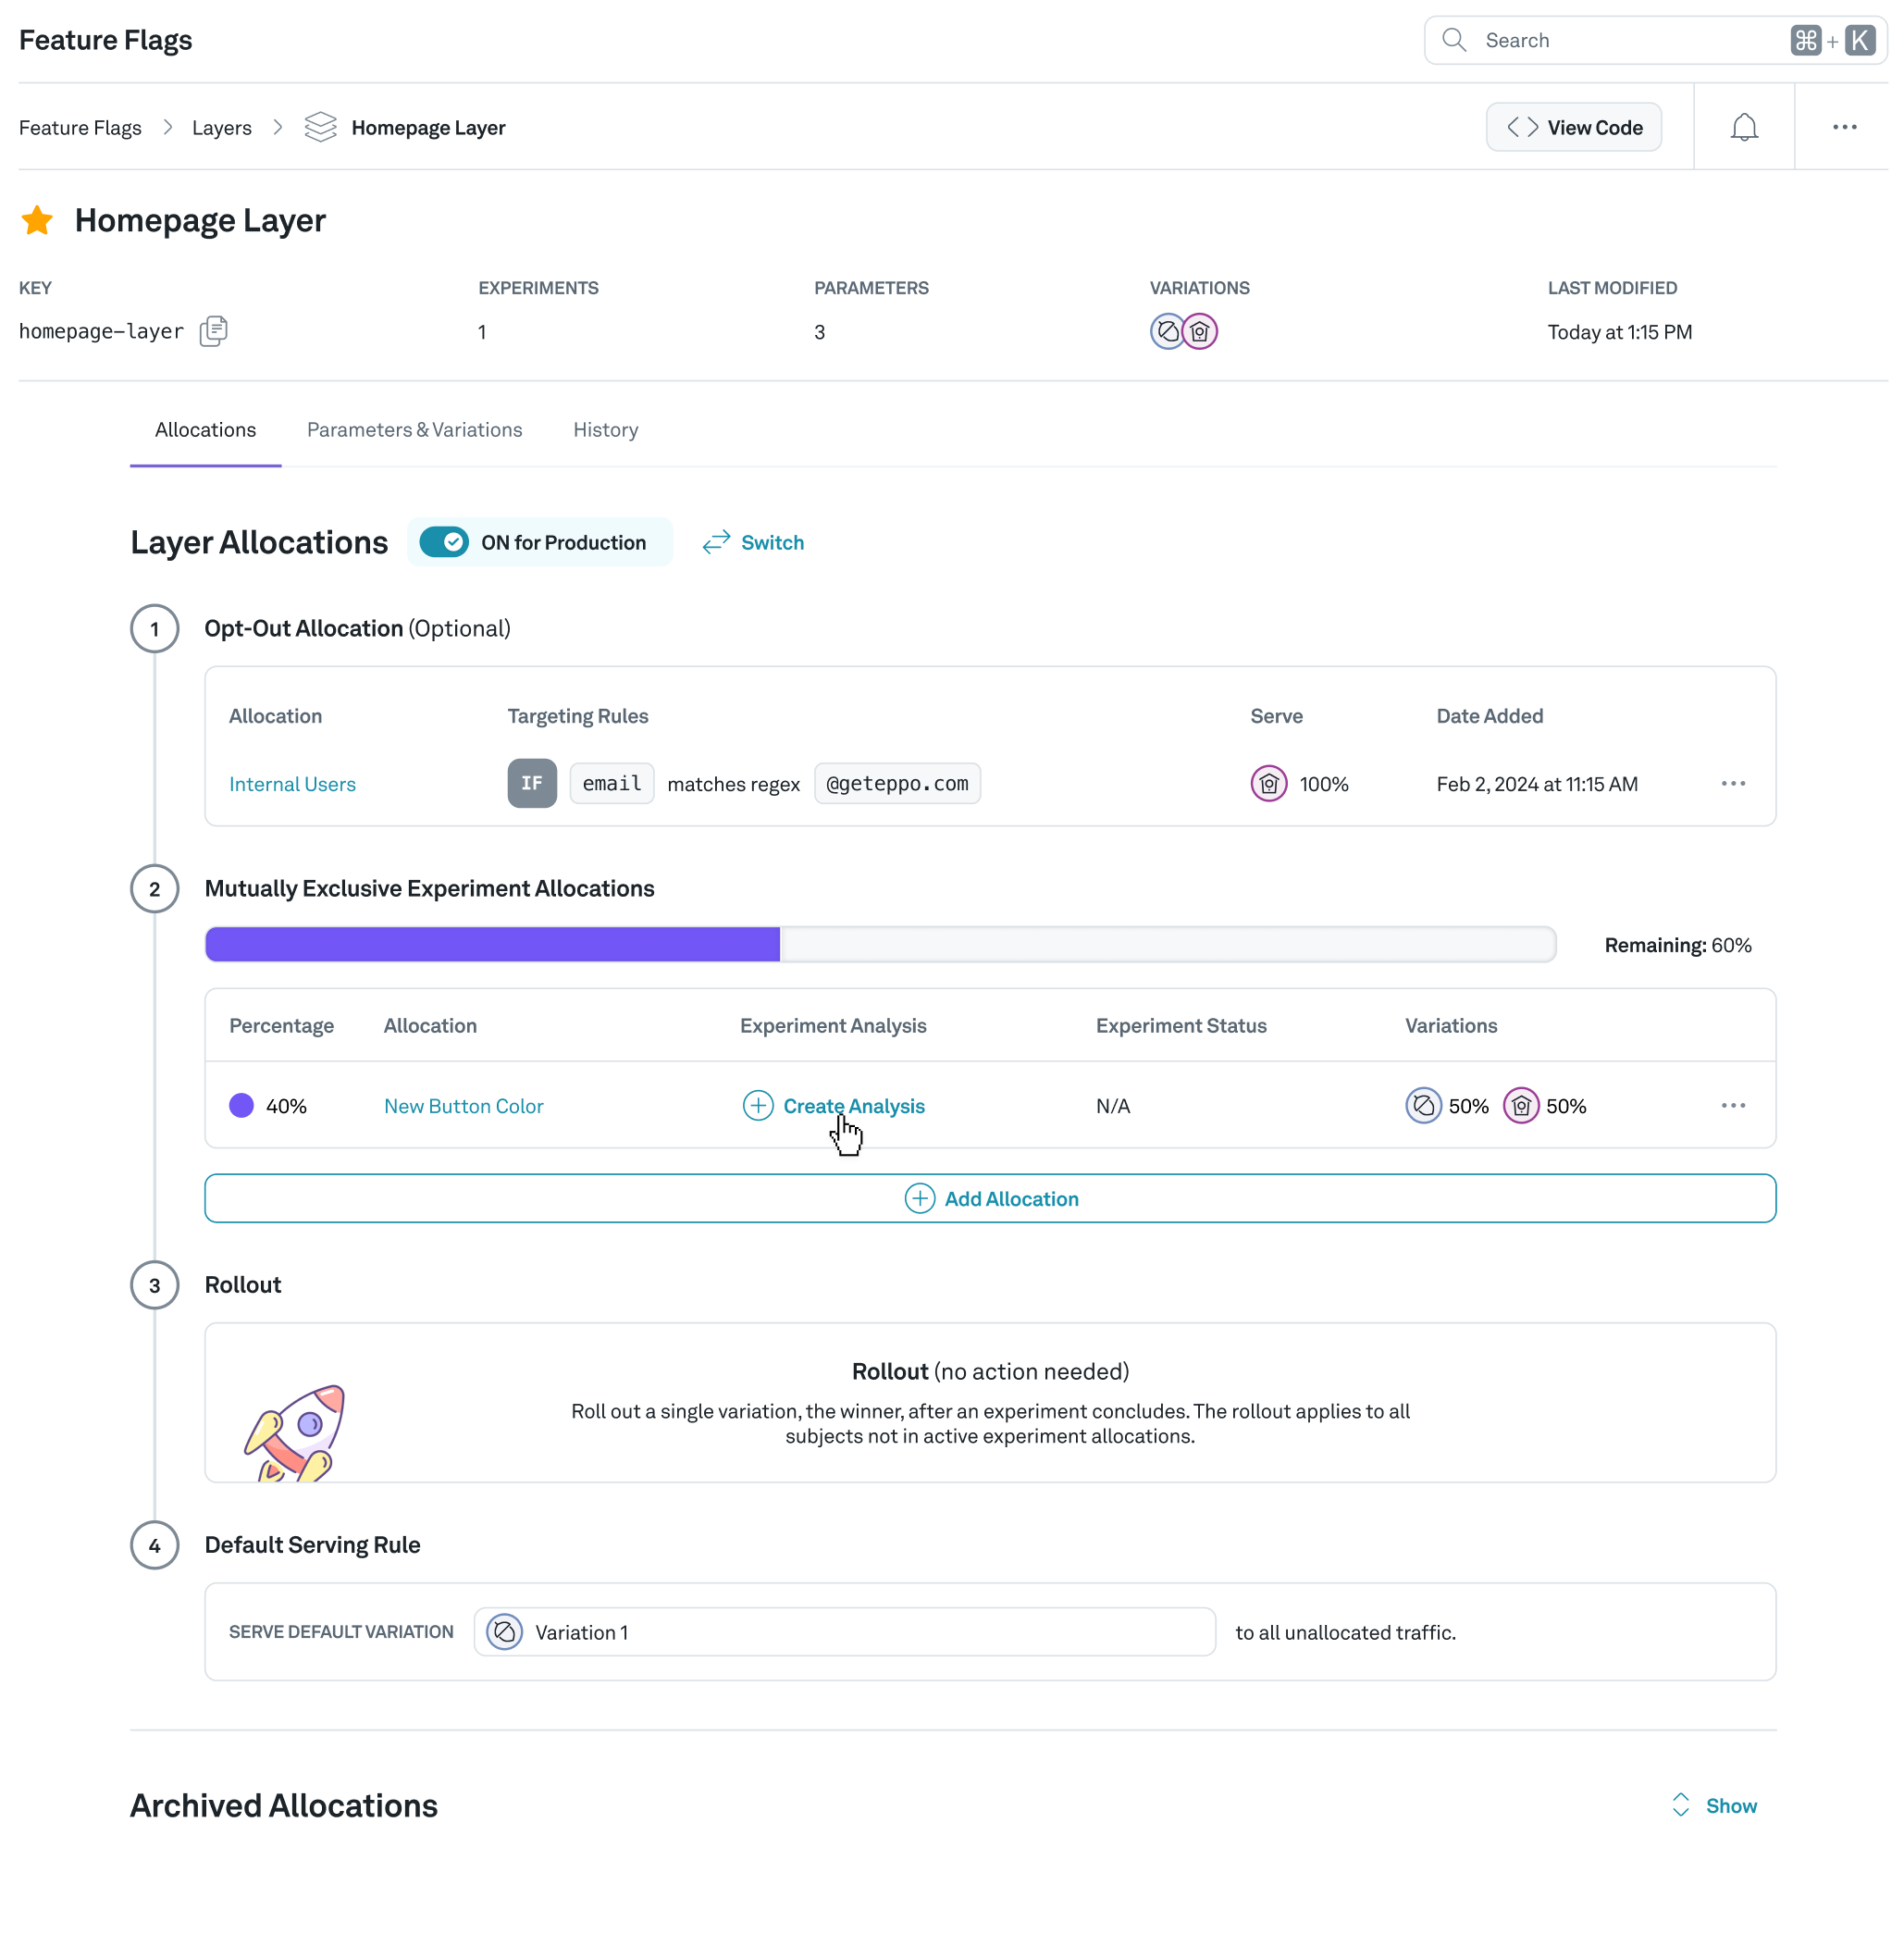 Feature Flags
Search ⌘ + K
Feature Flags > Layers > Homepage Layer
View Code
Homepage Layer
KEY EXPERIMENTS PARAMETERS VARIATIONS LAST MODIFIED
homepage-layer 1 3 Today at 1:15 PM
Allocations Parameters & Variations History
Layer Allocations ON for Production Switch
1 Opt-Out Allocation (Optional)
Allocation Targeting Rules Serve Date Added
Internal Users IF email matches regex @geteppo.com 100% Feb 2, 2024 at 11:15 AM
2 Mutually Exclusive Experiment Allocations
Remaining: 60%
Percentage Allocation Experiment Analysis Experiment Status Variations
40% New Button Color Create Analysis N/A 50% 50%
Add Allocation
3 Rollout
Rollout (no action needed)
Roll out a single variation, the winner, after an experiment concludes. The rollout applies to all
subjects not in active experiment allocations.
4 Default Serving Rule
SERVE DEFAULT VARIATION Variation 1 to all unallocated traffic.
Archived Allocations Show